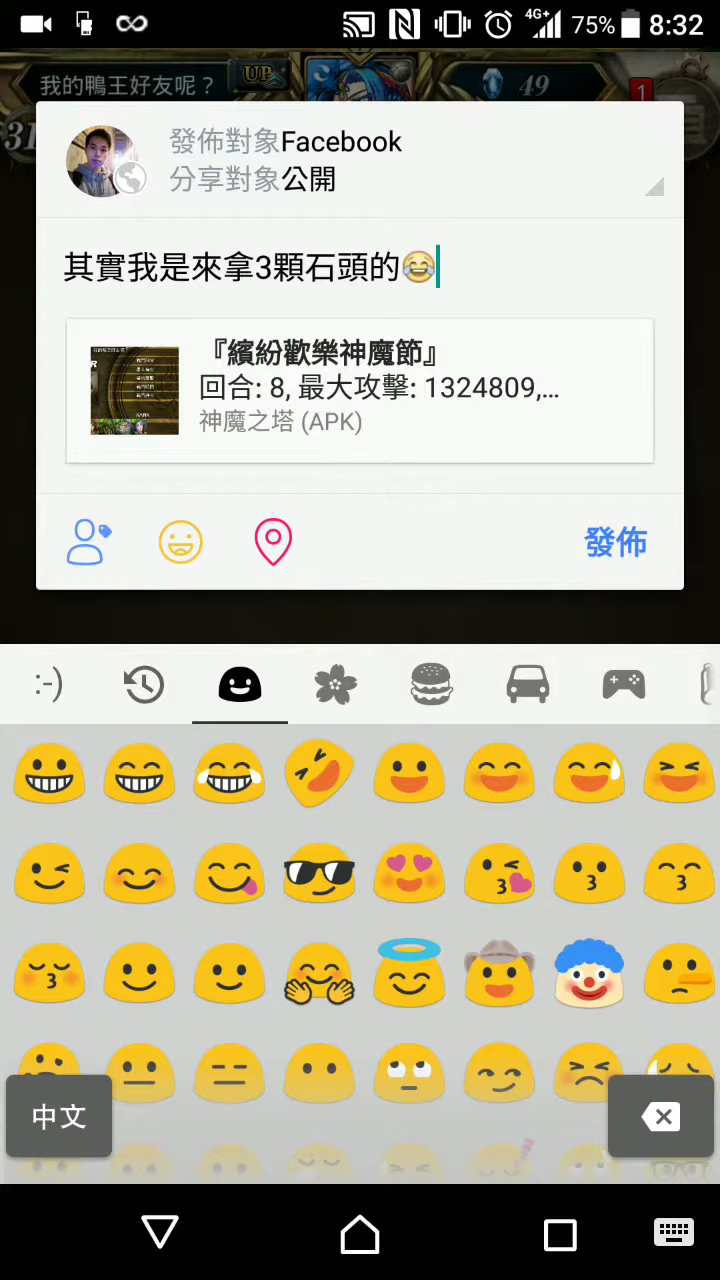 4G+ 75% 8:32
我的鴨王好友呢？ UP 49
1
31
發佈對象Facebook
分享對象公開
其實我是來拿3顆石頭的😂
『繽紛歡樂神魔節』
回合: 8, 最大攻擊: 1324809,...
神魔之塔 (APK)
發佈
:-)
中文